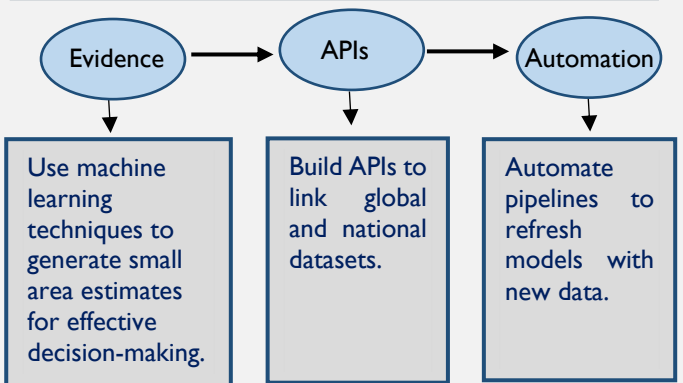 Evidence
APIs
Automation
Use machine
learning
techniques to
generate small
area estimates
for effective
decision-making.
Build APIs to
link global
and national
datasets.
Automate
pipelines to
refresh
models with
new data.